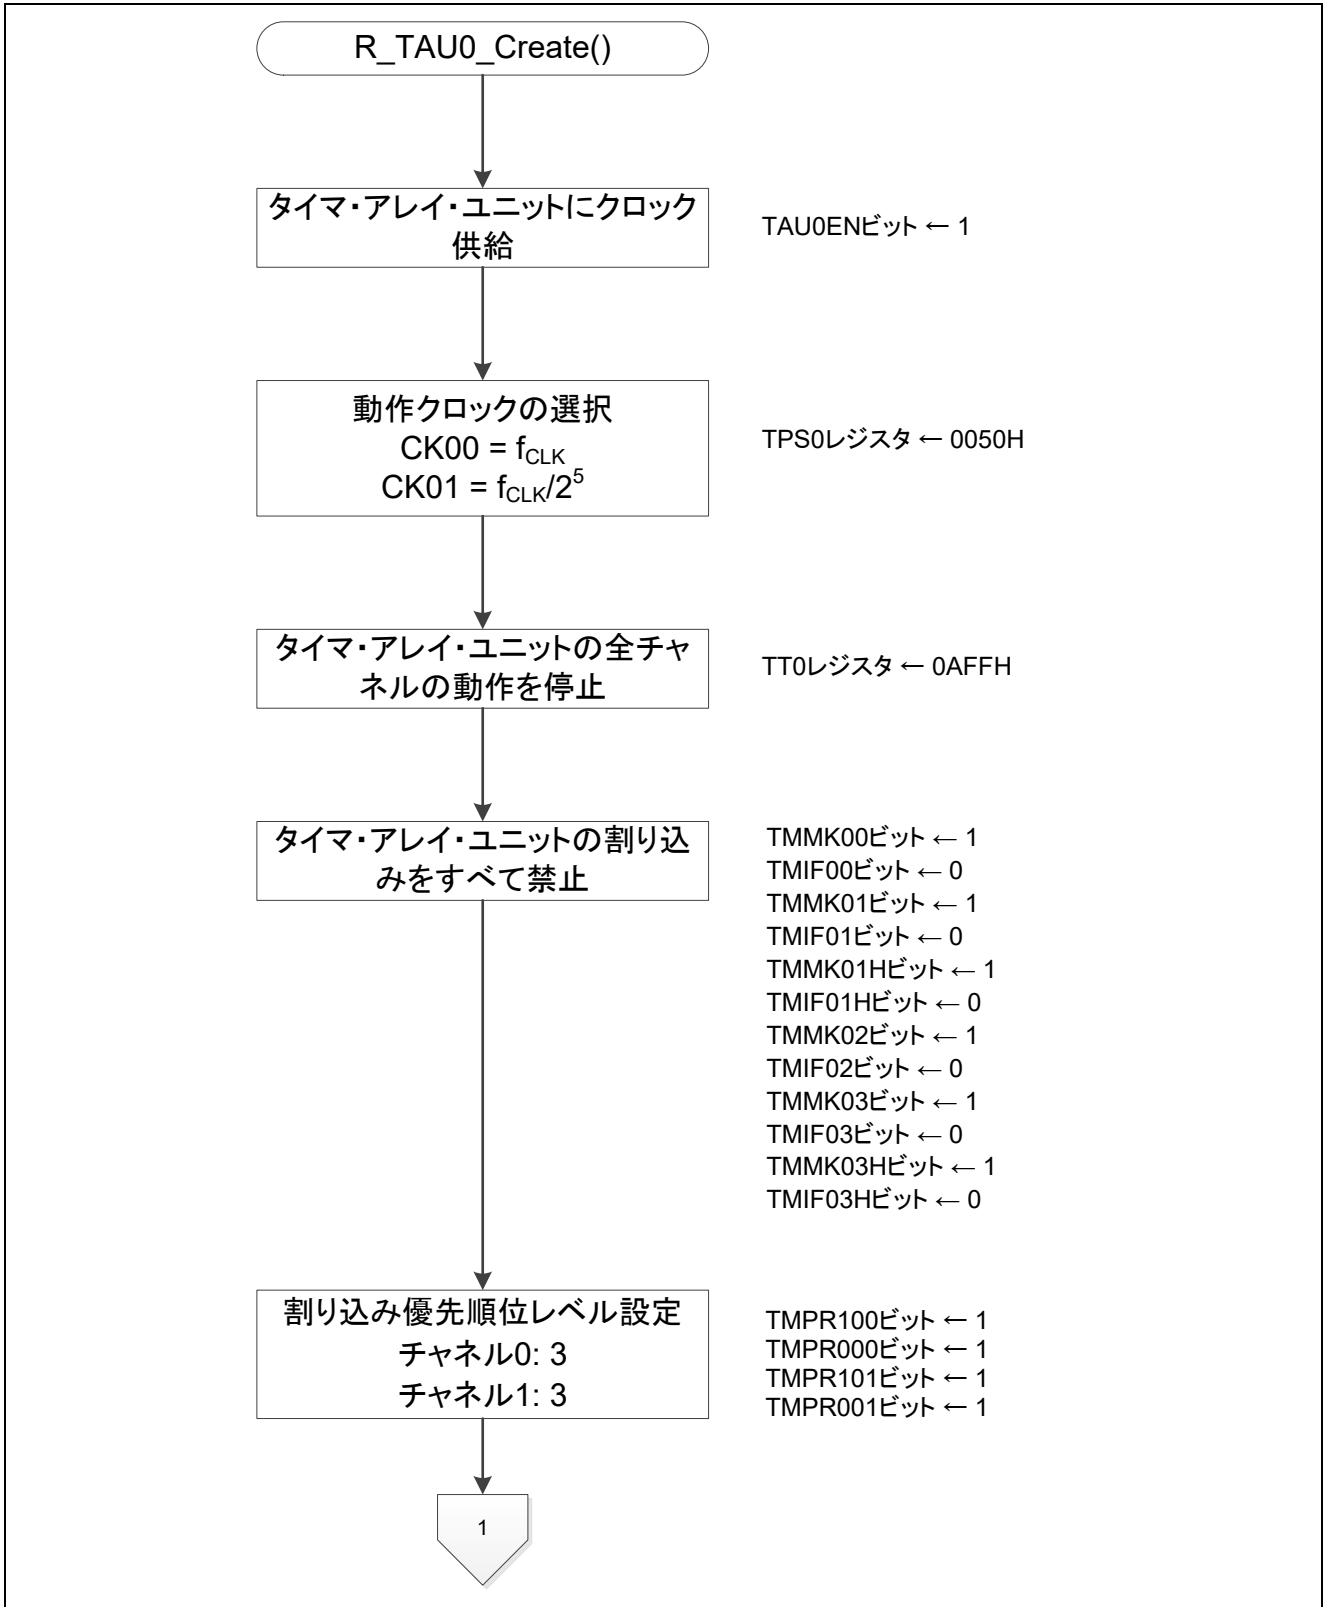 R_TAU0_Create()
タイマ・アレイ・ユニットにクロック
供給
TAU0ENビット ← 1
動作クロックの選択
CK00 = fCLK
CK01 = fCLK/2^5
TPS0レジスタ ← 0050H
タイマ・アレイ・ユニットの全チャ
ネルの動作を停止
TT0レジスタ ← 0AFFH
タイマ・アレイ・ユニットの割り込
みをすべて禁止
TMMK00ビット ← 1
TMIF00ビット ← 0
TMMK01ビット ← 1
TMIF01ビット ← 0
TMMK01Hビット ← 1
TMIF01Hビット ← 0
TMMK02ビット ← 1
TMIF02ビット ← 0
TMMK03ビット ← 1
TMIF03ビット ← 0
TMMK03Hビット ← 1
TMIF03Hビット ← 0
割り込み優先順位レベル設定
チャネル0: 3
チャネル1: 3
TMPR100ビット ← 1
TMPR000ビット ← 1
TMPR101ビット ← 1
TMPR001ビット ← 1
1